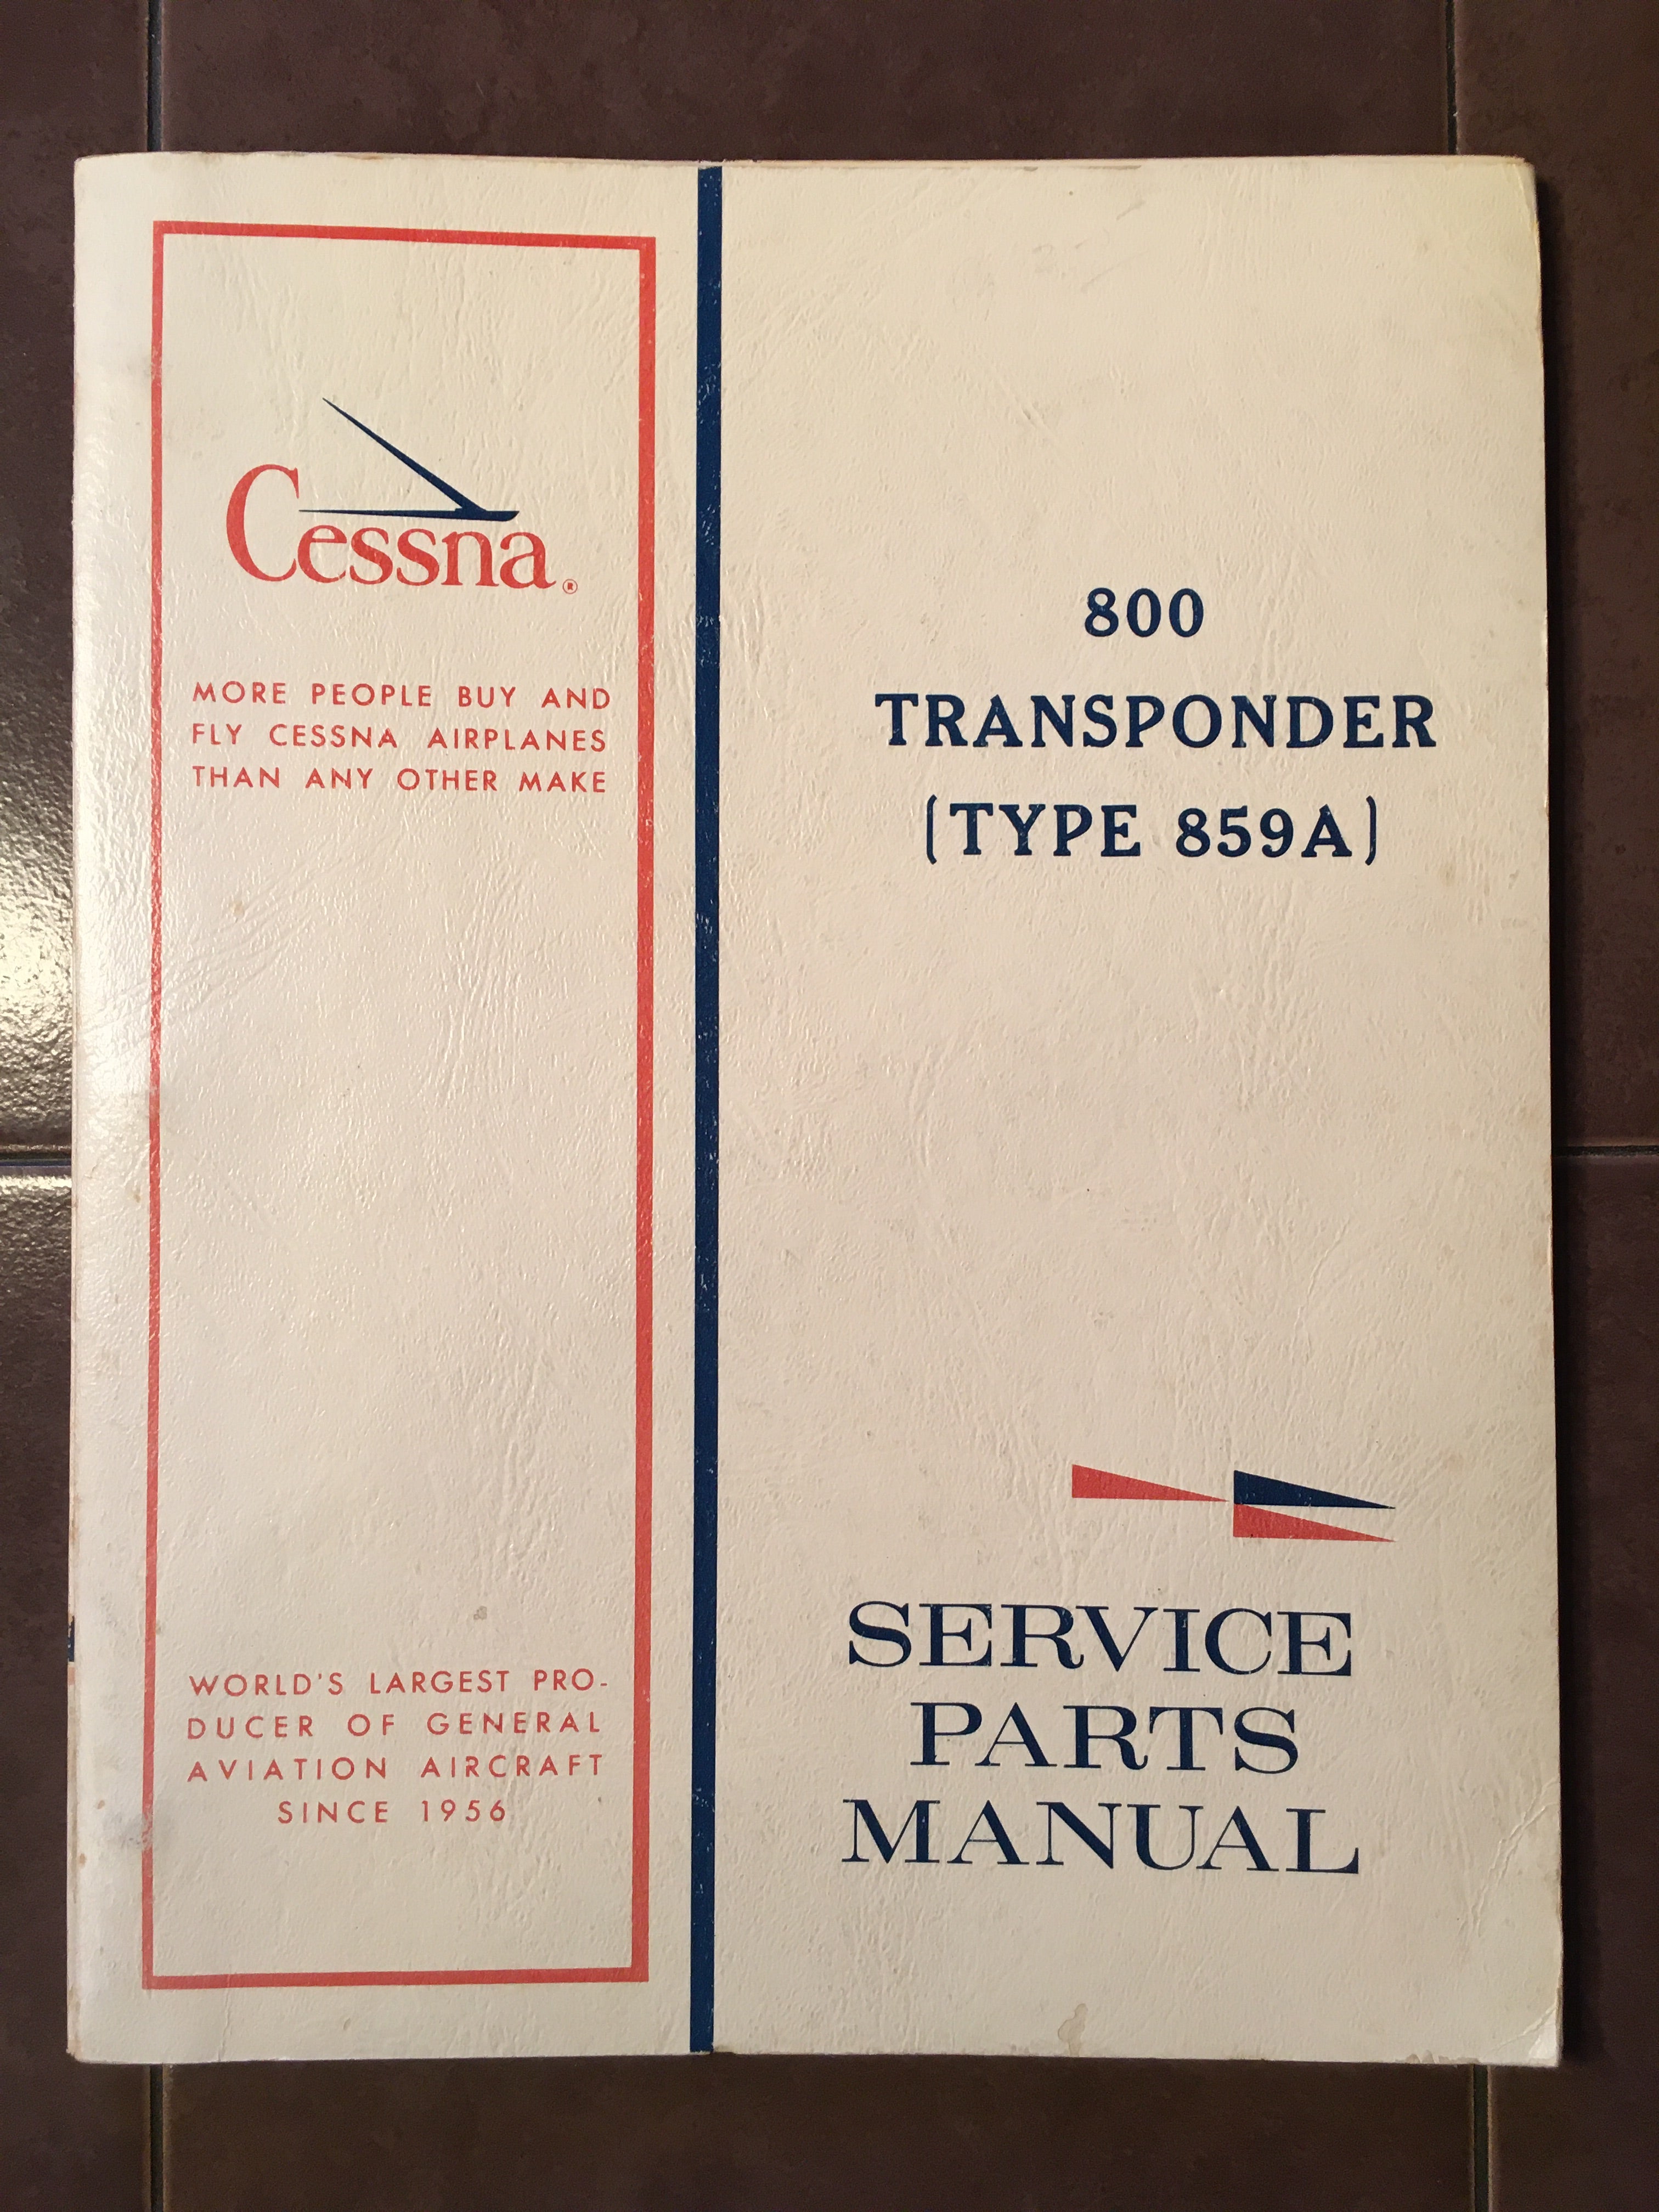 Cessna®
MORE PEOPLE BUY AND
FLY CESSNA AIRPLANES
THAN ANY OTHER MAKE
WORLD'S LARGEST PRO-
DUCER OF GENERAL
AVIATION AIRCRAFT
SINCE 1956
800
TRANSPONDER
(TYPE 859A)
SERVICE
PARTS
MANUAL